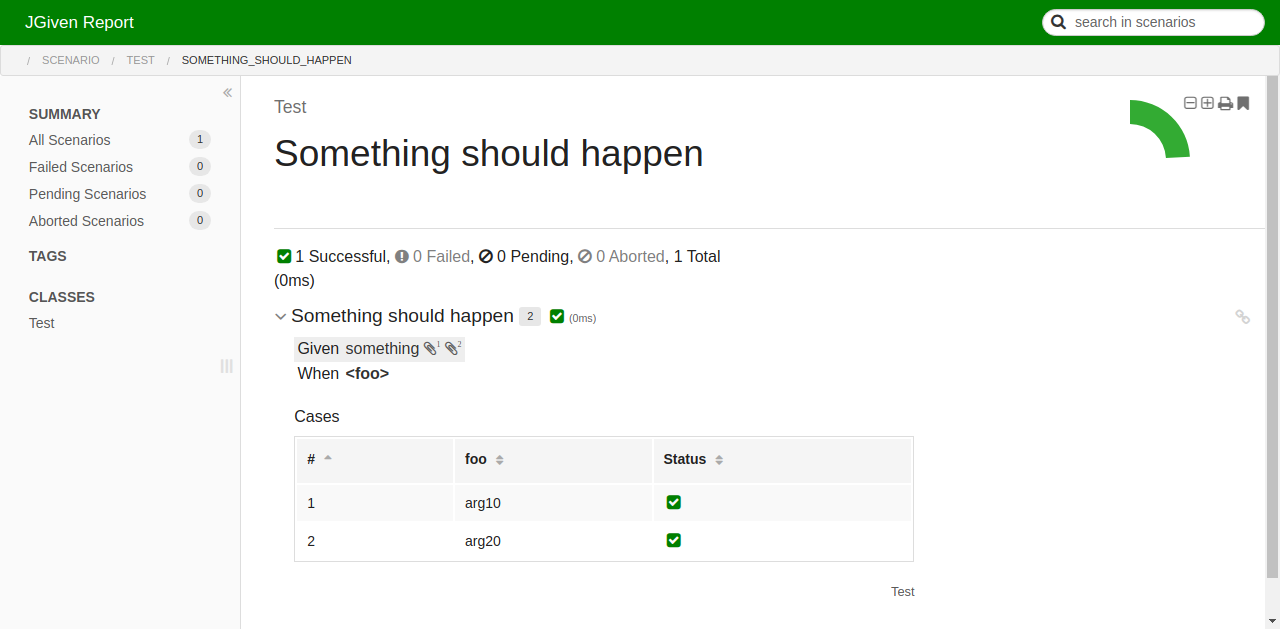 JGiven Report
search in scenarios
/ SCENARIO / TEST / SOMETHING_SHOULD_HAPPEN
«
SUMMARY
All Scenarios 1
Failed Scenarios 0
Pending Scenarios 0
Aborted Scenarios 0
TAGS
CLASSES
Test
Test
Something should happen
1 Successful, 0 Failed, 0 Pending, 0 Aborted, 1 Total
(0ms)
Something should happen 2 (0ms)
Given something 1 2
When <foo>
Cases
# foo Status
1 arg10
2 arg20
Test